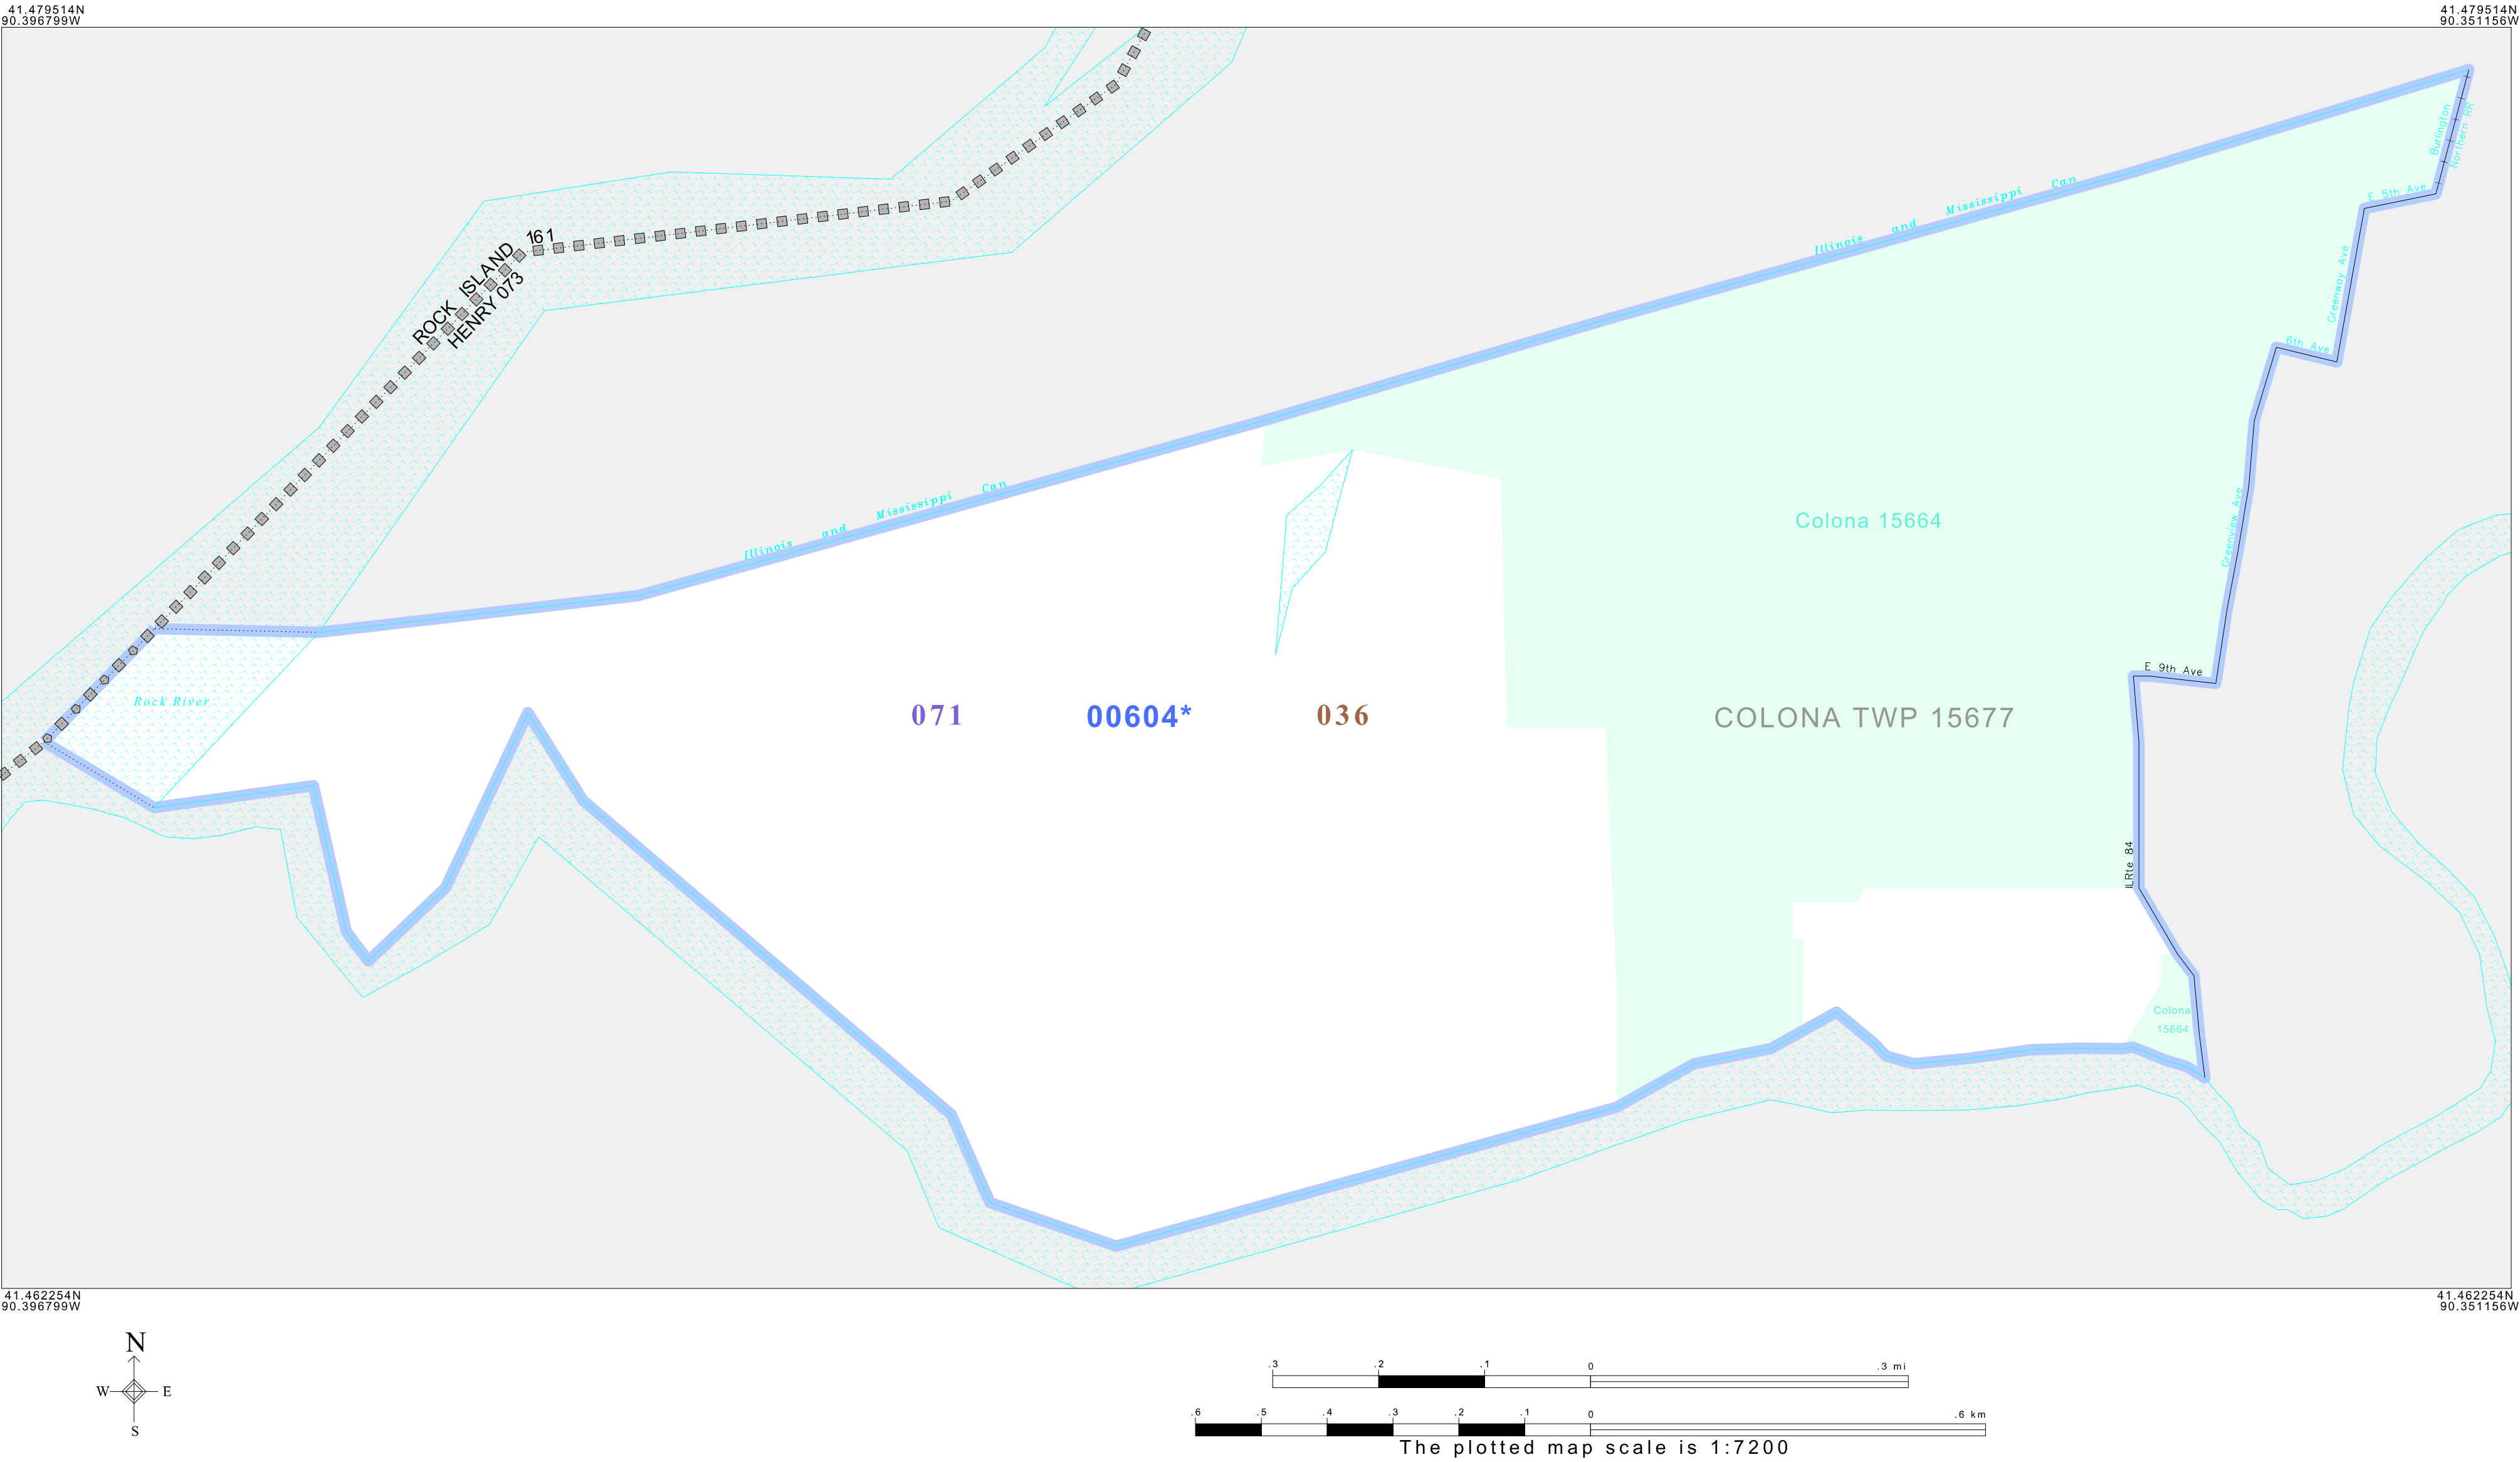 41.479514N
90.396799W
41.479514N
90.351156W
Burlington
Northern RR
E 5th Ave
Illinois and Mississippi Can
ROCK ISLAND 161
HENRY 073
Greenway Ave
6th Ave
Illinois and Mississippi Can
Colona 15664
Greenview Ave
E 9th Ave
Rock River
071
00604*
036
COLONA TWP 15677
ILRte 84
Colona
15664
41.462254N
90.396799W
41.462254N
90.351156W
N
W
E
S
.3 .2 .1 0 .3 mi
.6 .5 .4 .3 .2 .1 0 .6 km
The plotted map scale is 1:7200